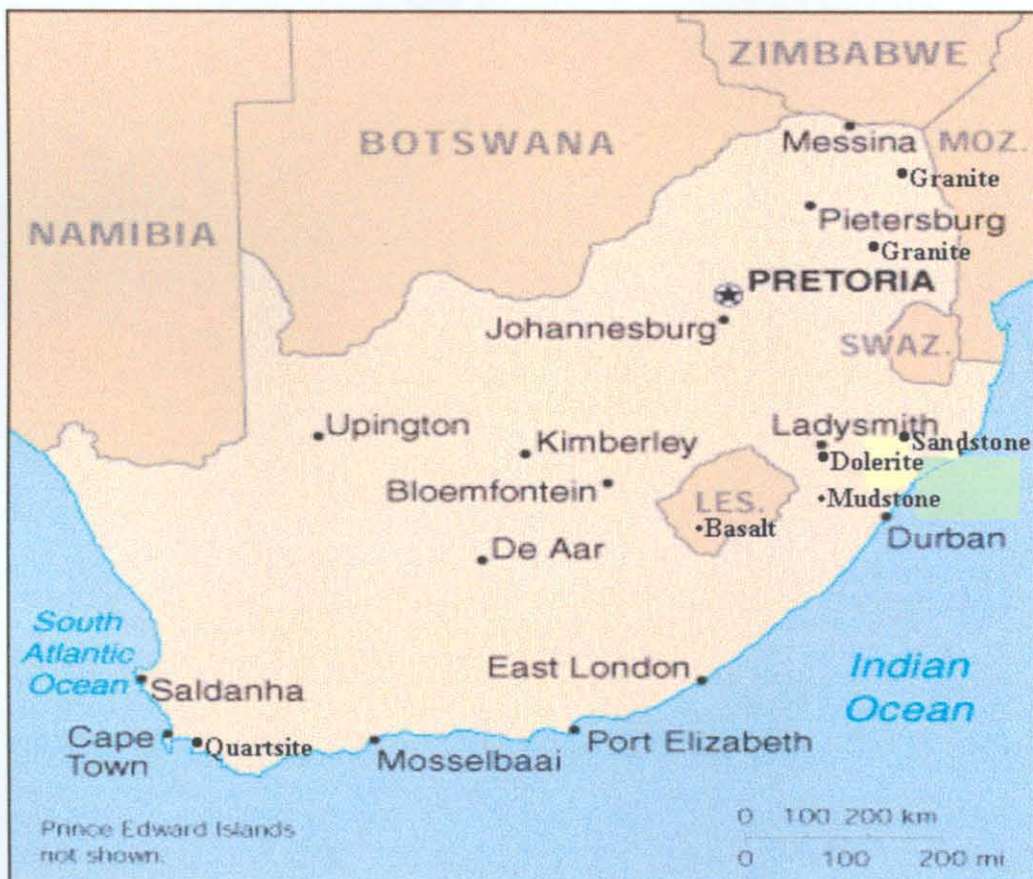 ZIMBABWE
BOTSWANA
Messina
MOZ.
Granite
NAMIBIA
Pietersburg
Granite
PRETORIA
Johannesburg
SWAZ.
Upington
Kimberley
Ladysmith
Sandstone
Dolerite
Bloemfontein
LES.
Mudstone
Basalt
De Aar
Durban
South
Atlantic
Ocean
Saldanha
East London
Indian
Ocean
Cape
Town
Quartsite
Mosselbaai
Port Elizabeth
Prince Edward Islands
not shown.
0 100 200 km
0 100 200 mi